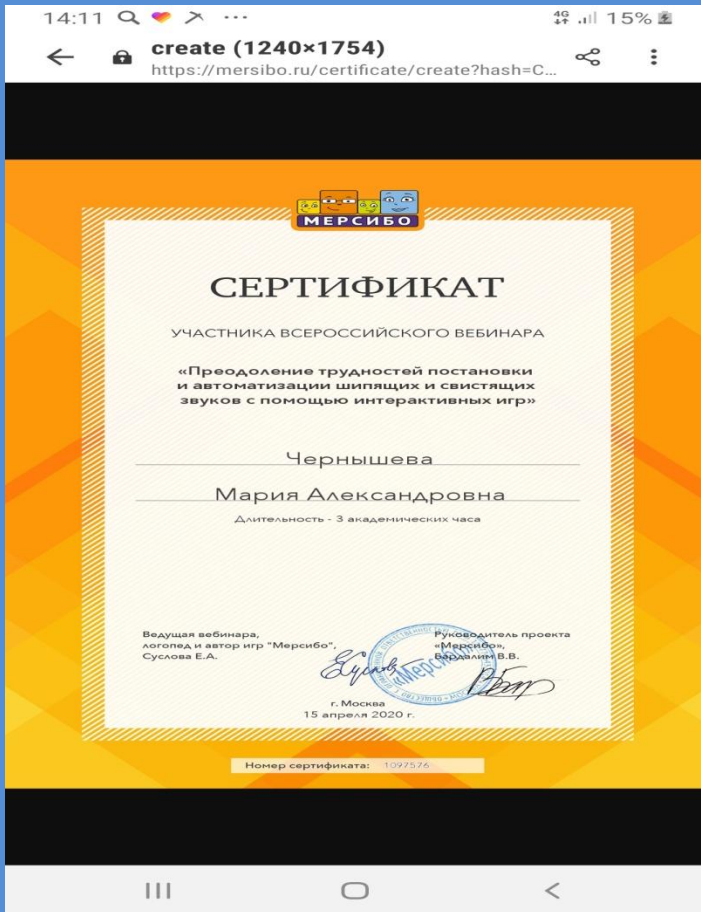 14:11
4G 15%
create (1240×1754)
https://mersibo.ru/certificate/create?hash=C...
МЕРСИБО
СЕРТИФИКАТ
УЧАСТНИКА ВСЕРОССИЙСКОГО ВЕБИНАРА
«Преодоление трудностей постановки
и автоматизации шипящих и свистящих
звуков с помощью интерактивных игр»
Чернышева
Мария Александровна
Длительность - 3 академических часа
Ведущая вебинара,
логопед и автор игр "Мерсибо",
Суслова Е.А.
Руководитель проекта
«Мерсибо»,
Вардалим В.В.
«Мерсибо»
г. Москва
15 апреля 2020 г.
Номер сертификата: 1097576